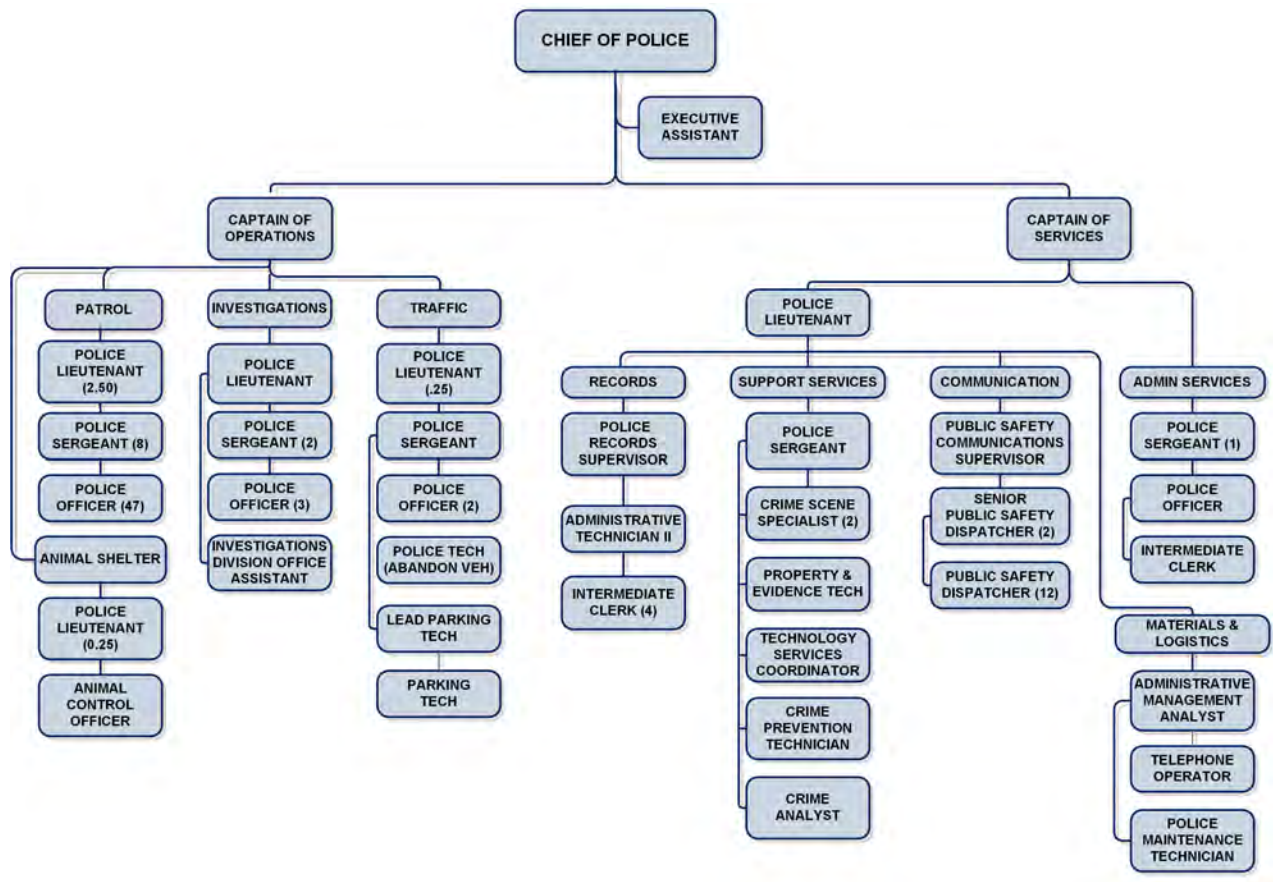 CHIEF OF POLICE
EXECUTIVE
ASSISTANT
CAPTAIN OF
OPERATIONS
CAPTAIN OF
SERVICES
PATROL
POLICE
LIEUTENANT
(2.50)
POLICE
SERGEANT (8)
POLICE
OFFICER (47)
ANIMAL SHELTER
POLICE
LIEUTENANT
(0.25)
ANIMAL
CONTROL
OFFICER
INVESTIGATIONS
POLICE
LIEUTENANT
POLICE
SERGEANT (2)
POLICE OFFICER
(3)
INVESTIGATIONS
DIVISION OFFICE
ASSISTANT
TRAFFIC
POLICE
LIEUTENANT
(.25)
POLICE
SERGEANT
POLICE
OFFICER (2)
POLICE TECH
(ABANDON VEH)
LEAD PARKING
TECH
PARKING
TECH
POLICE
LIEUTENANT
RECORDS
POLICE
RECORDS
SUPERVISOR
ADMINISTRATIVE
TECHNICIAN II
INTERMEDIATE
CLERK (4)
SUPPORT SERVICES
POLICE
SERGEANT
CRIME SCENE
SPECIALIST (2)
PROPERTY &
EVIDENCE TECH
TECHNOLOGY
SERVICES
COORDINATOR
CRIME
PREVENTION
TECHNICIAN
CRIME
ANALYST
COMMUNICATION
PUBLIC SAFETY
COMMUNICATIONS
SUPERVISOR
SENIOR
PUBLIC SAFETY
DISPATCHER (2)
PUBLIC SAFETY
DISPATCHER (12)
ADMIN SERVICES
POLICE
SERGEANT (1)
POLICE
OFFICER
INTERMEDIATE
CLERK
MATERIALS &
LOGISTICS
ADMINISTRATIVE
MANAGEMENT
ANALYST
TELEPHONE
OPERATOR
POLICE
MAINTENANCE
TECHNICIAN